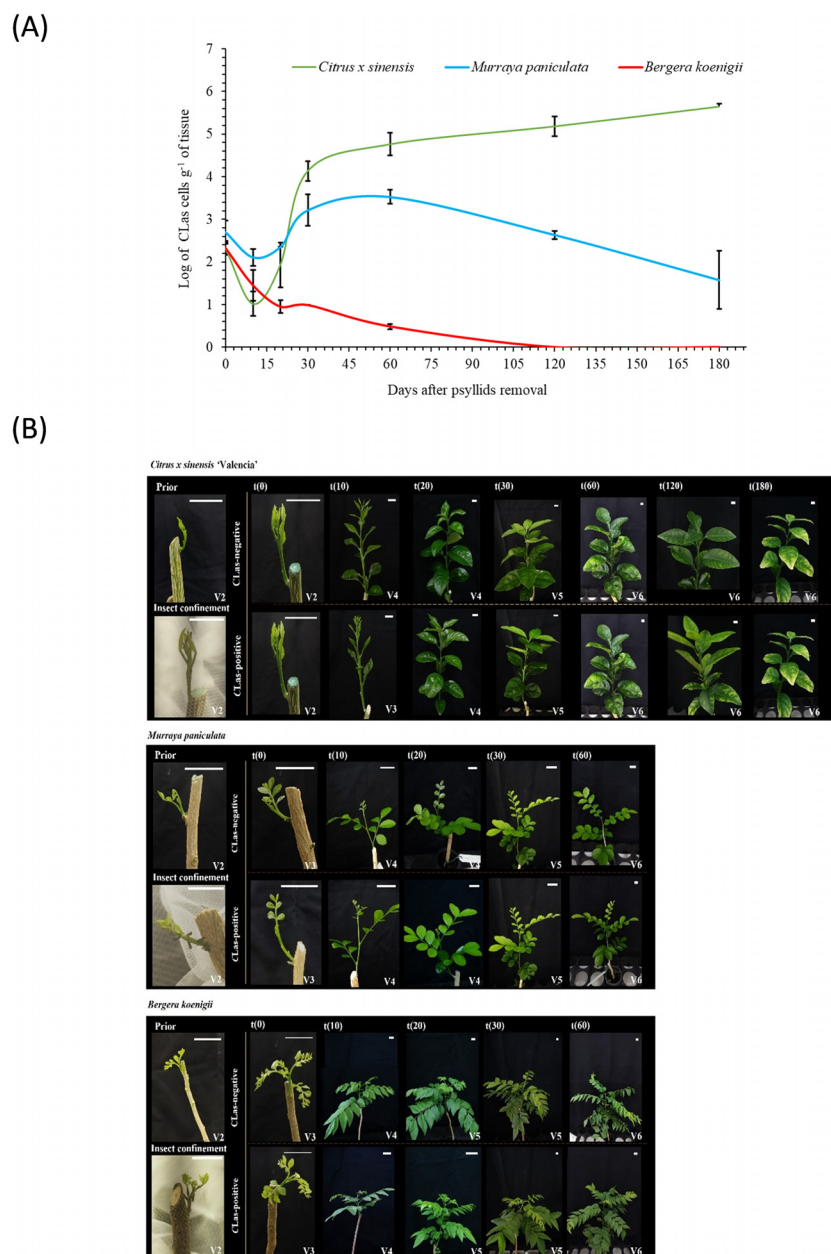 (A)
Citrus x sinensis Murraya paniculata Bergera koenigii
Log of CLas cells g⁻¹ of tissue
7
6
5
4
3
2
1
0
0 15 30 45 60 75 90 105 120 135 150 165 180
Days after psyllids removal
(B)
Citrus x sinensis ‘Valencia’
Prior t(0) t(10) t(20) t(30) t(60) t(120) t(180)
CLas-negative
V2 V2 V4 V4 V5 V6 V6 V6
Insect confinement
CLas-positive
V2 V2 V3 V4 V5 V6 V6 V6
Murraya paniculata
Prior t(0) t(10) t(20) t(30) t(60)
CLas-negative
V2 V3 V4 V5 V6
Insect confinement
CLas-positive
V2 V3 V4 V4 V5 V6
Bergera koenigii
Prior t(0) t(10) t(20) t(30) t(60)
CLas-negative
V2 V3 V4 V5 V5 V6
Insect confinement
CLas-positive
V2 V3 V4 V5 V5 V6